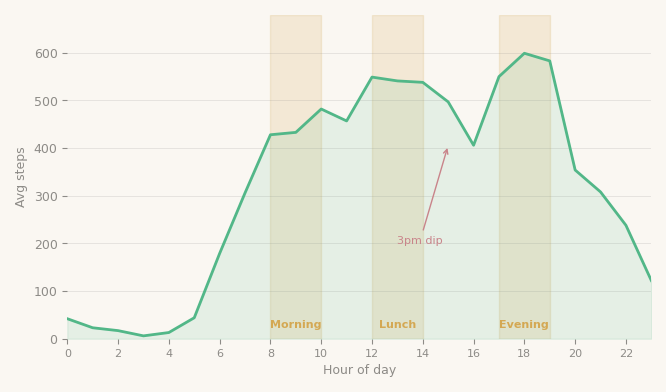 600
500
400
300
200
100
0
Avg steps
3pm dip
Morning
Lunch
Evening
0 2 4 6 8 10 12 14 16 18 20 22
Hour of day